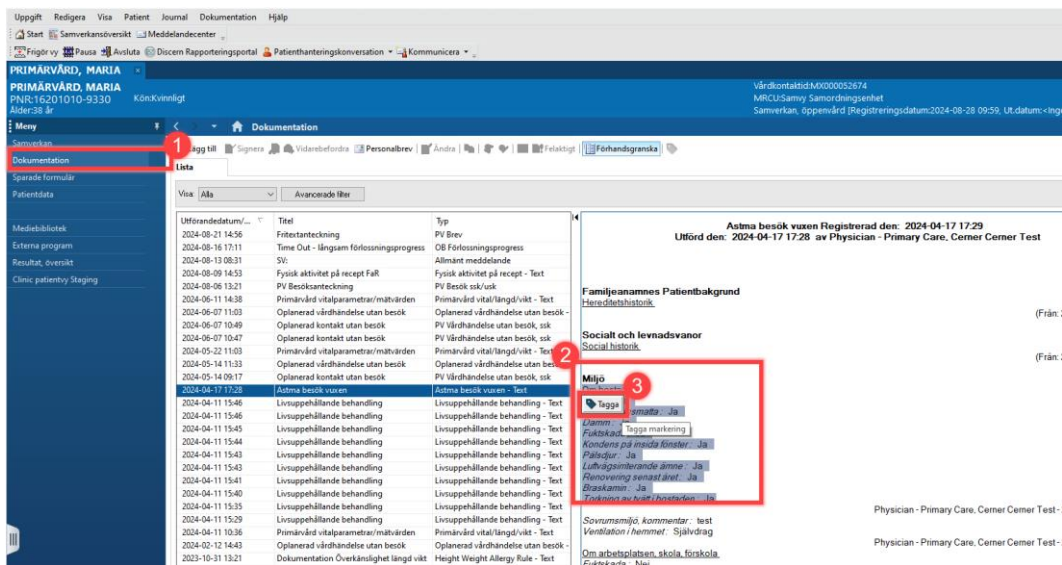 Uppgift Redigera Visa Patient Journal Dokumentation Hjälp
Start Samverkansöversikt Meddelandecenter
Frigör vy Pausa Avsluta Discern Rapporteringsportal Patienthanteringskonversation Kommunicera
PRIMÄRVÅRD, MARIA
PRIMÄRVÅRD, MARIA
PNR:16201010-9330 Kön:Kvinnligt
Ålder:38 år
Vårdkontaktid:MX000052674
MRCU:Samvy Samordningsenhet
Samverkan, öppenvård [Registreringsdatum:2024-08-28 09:59, Ut.datum:<Inge
Meny
Dokumentation
Samverkan
1
Dokumentation
Sparade formulär
Patientdata
Mediebibliotek
Externa program
Resultat, översikt
Clinic patientvy Staging
ägg till Signera Vidarebefordra Personalbrev Ändra Felaktigt Förhandsgranska
Lista
Visa: Alla Avancerade filter
Utförandedatum/... Titel Typ
2024-08-21 14:56 Fritextanteckning PV Brev
2024-08-16 17:11 Time Out - långsam förlossningsprogress OB Förlossningsprogress
2024-08-13 08:31 SV: Allmänt meddelande
2024-08-09 14:53 Fysisk aktivitet på recept FaR Fysisk aktivitet på recept - Text
2024-08-06 13:21 PV Besöksanteckning PV Besök ssk/usk
2024-06-11 14:38 Primärvård vitalparametrar/mätvärden Primärvård vital/längd/vikt - Text
2024-06-07 11:03 Oplanerad vårdhändelse utan besök Oplanerad vårdhändelse utan besök -
2024-06-07 10:49 Oplanerad kontakt utan besök PV Vårdhändelse utan besök, ssk
2024-06-07 10:47 Oplanerad kontakt utan besök PV Vårdhändelse utan besök, ssk
2024-05-22 11:03 Primärvård vitalparametrar/mätvärden Primärvård vital/längd/vikt - Text
2024-05-14 11:33 Oplanerad vårdhändelse utan besök Oplanerad vårdhändelse utan besök
2024-05-14 09:17 Oplanerad kontakt utan besök PV Vårdhändelse utan besök, ssk
2024-04-17 17:28 Astma besök vuxen Astma besök vuxen - Text
2024-04-11 15:46 Livsuppehållande behandling Livsuppehållande behandling - Text
2024-04-11 15:46 Livsuppehållande behandling Livsuppehållande behandling - Text
2024-04-11 15:45 Livsuppehållande behandling Livsuppehållande behandling - Text
2024-04-11 15:44 Livsuppehållande behandling Livsuppehållande behandling - Text
2024-04-11 15:43 Livsuppehållande behandling Livsuppehållande behandling - Text
2024-04-11 15:43 Livsuppehållande behandling Livsuppehållande behandling - Text
2024-04-11 15:41 Livsuppehållande behandling Livsuppehållande behandling - Text
2024-04-11 15:40 Livsuppehållande behandling Livsuppehållande behandling - Text
2024-04-11 15:35 Livsuppehållande behandling Livsuppehållande behandling - Text
2024-04-11 15:29 Livsuppehållande behandling Livsuppehållande behandling - Text
2024-04-11 10:36 Primärvård vitalparametrar/mätvärden Primärvård vital/längd/vikt - Text
2024-02-12 14:43 Oplanerad vårdhändelse utan besök Oplanerad vårdhändelse utan besök -
2023-10-31 13:21 Dokumentation Överkänslighet längd vikt Height Weight Allergy Rule - Text
Astma besök vuxen Registrerad den: 2024-04-17 17:29
Utförd den: 2024-04-17 17:28 av Physician - Primary Care, Cerner Cerner Test
Familjeanamnes Patientbakgrund
Hereditetshistorik
(Från: 2
Socialt och levnadsvanor
Social historik
(Från: 2
2
Miljö
3
Tagga
smatta: Ja
Damm: Ja
Tagga markering
Fuktskad
Kondens på insida fönster: Ja
Pälsdjur: Ja
Luftvägsirriterande ämne: Ja
Renovering senast året: Ja
Braskamin: Ja
Torkning av tvätt i bostaden: Ja
Physician - Primary Care, Cerner Cerner Test -
Sovrumsmiljö, kommentar: test
Ventilation i hemmet: Självdrag
Physician - Primary Care, Cerner Cerner Test -
Om arbetsplatsen, skola, förskola
Fuktskada: Nej